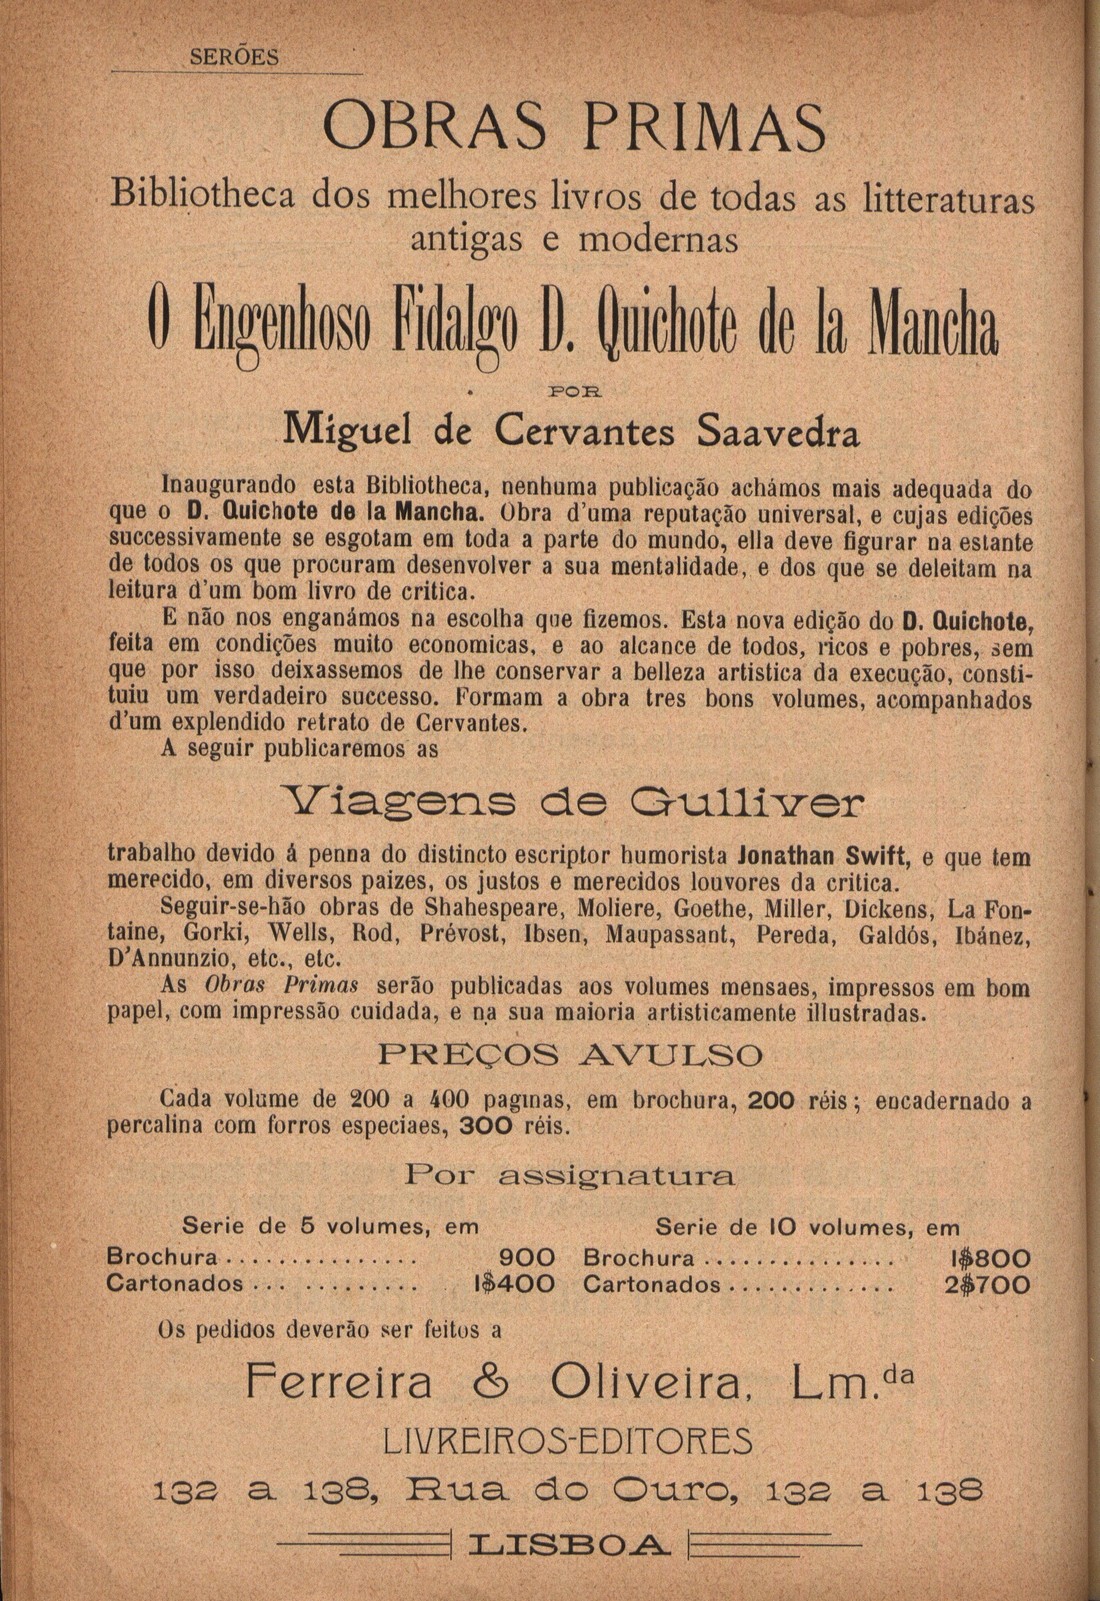 SERÕES
OBRAS PRIMAS
Bibliotheca dos melhores livros de todas as litteraturas
antigas e modernas
O Engenhoso Fidalgo D. Quichote de la Mancha
POR
Miguel de Cervantes Saavedra
Inaugurando esta Bibliotheca, nenhuma publicação achámos mais adequada do
que o D. Quichote de la Mancha. Obra d'uma reputação universal, e cujas edições
successivamente se esgotam em toda a parte do mundo, ella deve figurar na estante
de todos os que procuram desenvolver a sua mentalidade, e dos que se deleitam na
leitura d'um bom livro de critica.
E não nos enganámos na escolha que fizemos. Esta nova edição do D. Quichote,
feita em condições muito economicas, e ao alcance de todos, ricos e pobres, sem
que por isso deixassemos de lhe conservar a belleza artistica da execução, consti-
tuiu um verdadeiro successo. Formam a obra tres bons volumes, acompanhados
d'um explendido retrato de Cervantes.
A seguir publicaremos as
Viagens de Gulliver
trabalho devido á penna do distincto escriptor humorista Jonathan Swift, e que tem
merecido, em diversos paizes, os justos e merecidos louvores da critica.
Seguir-se-hão obras de Shahespeare, Moliere, Goethe, Miller, Dickens, La Fon-
taine, Gorki, Wells, Rod, Prévost, Ibsen, Maupassant, Pereda, Galdós, Ibánez,
D'Annunzio, etc., etc.
As Obras Primas serão publicadas aos volumes mensaes, impressos em bom
papel, com impressão cuidada, e na sua maioria artisticamente illustradas.
PREÇOS AVULSO
Cada volume de 200 a 400 paginas, em brochura, 200 réis; encadernado a
percalina com forros especiaes, 300 réis.
Por assignatura
Serie de 5 volumes, em
Brochura ............... 900
Cartonados ... ......... 1$400
Serie de 10 volumes, em
Brochura ............... 1$800
Cartonados ............. 2$700
Os pedidos deverão ser feitos a
Ferreira & Oliveira, Lm.da
LIVREIROS-EDITORES
132 a 138, Rua do Ouro, 132 a 138
LISBOA